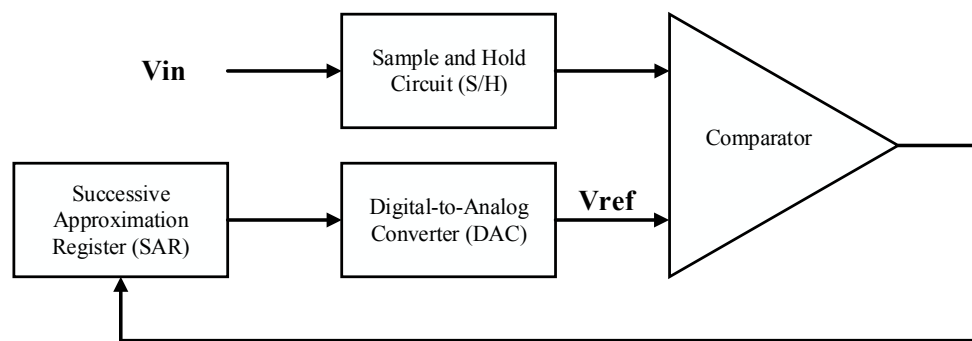 Vin
Sample and Hold
Circuit (S/H)
Comparator
Successive
Approximation
Register (SAR)
Digital-to-Analog
Converter (DAC)
Vref